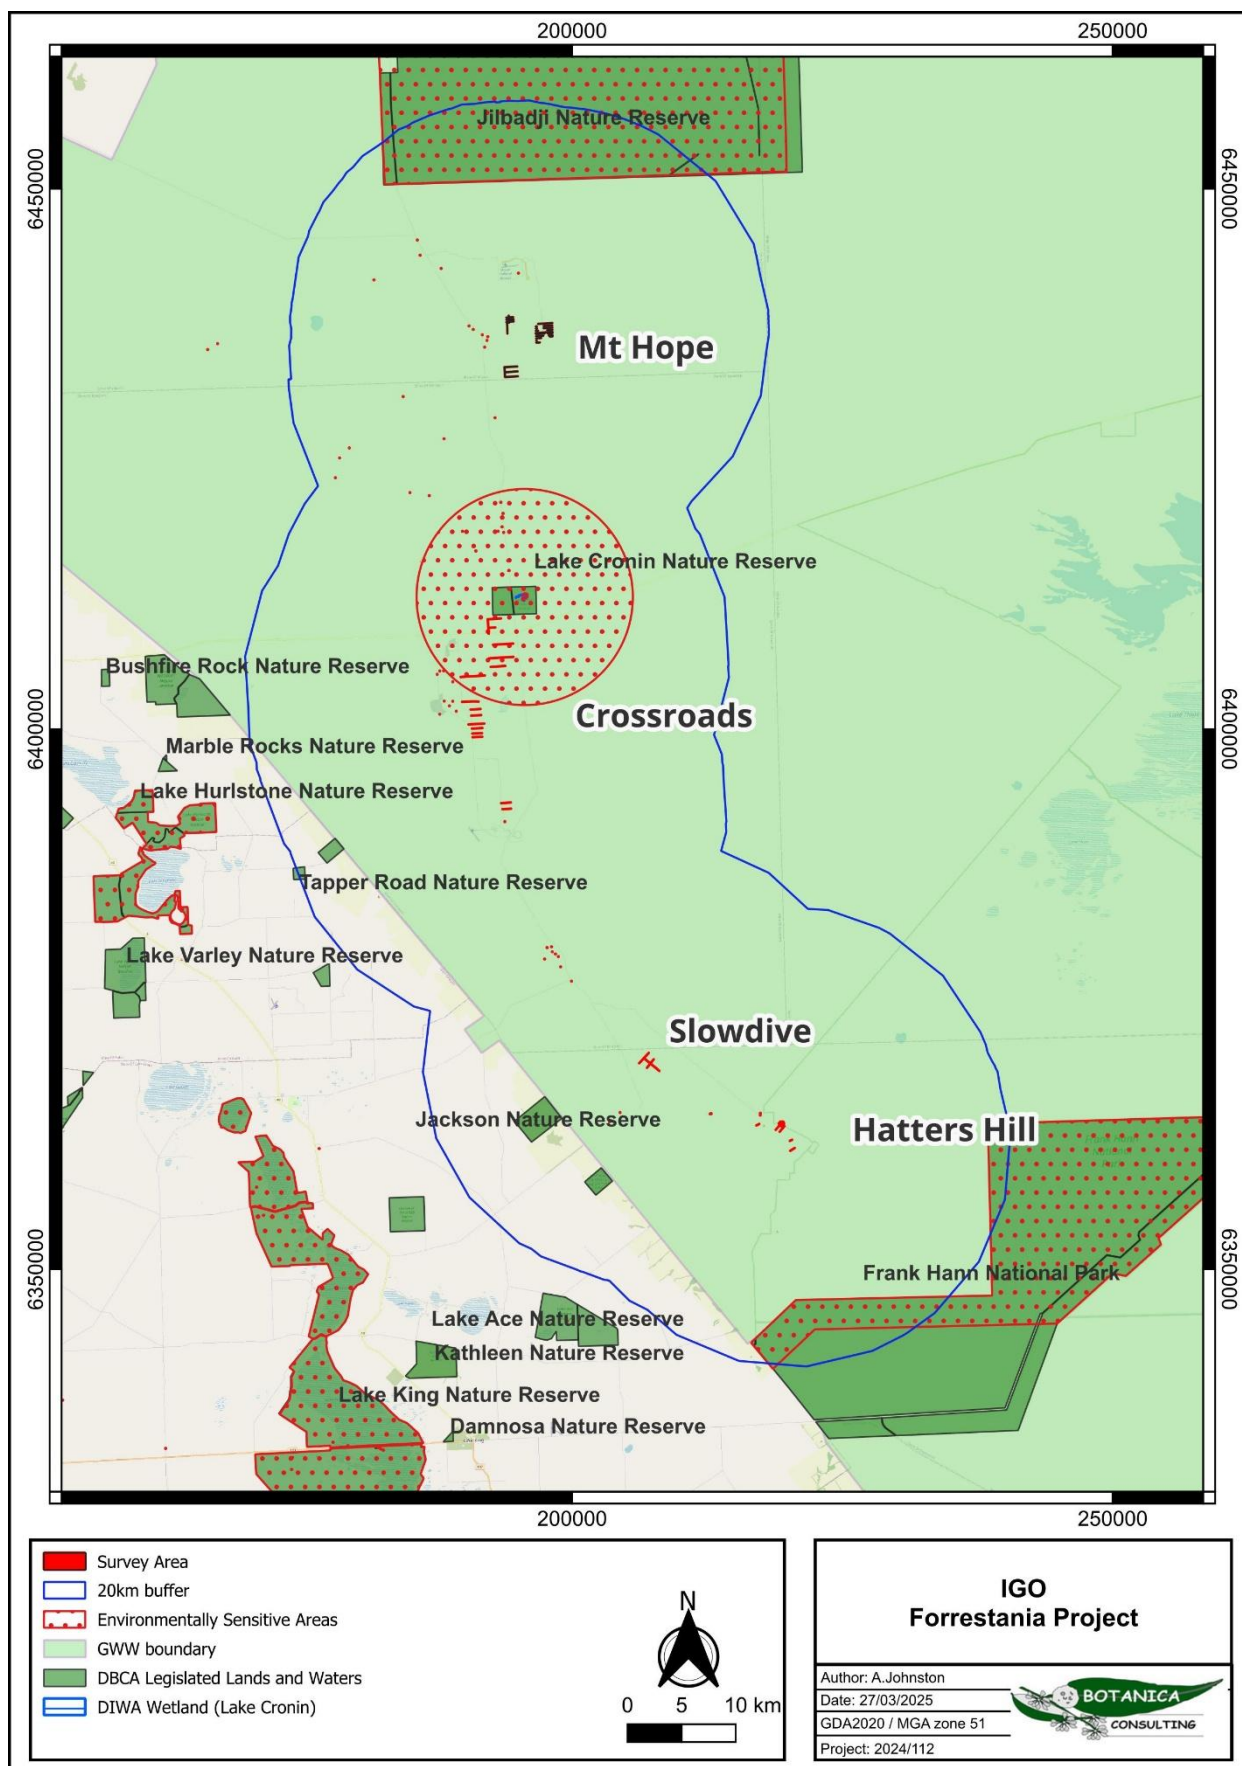 200000
250000
Jilbadji Nature Reserve
6450000
6450000
Mt Hope
Lake Cronin Nature Reserve
Bushfire Rock Nature Reserve
Crossroads
6400000
6400000
Marble Rocks Nature Reserve
Lake Hurlstone Nature Reserve
Tapper Road Nature Reserve
Lake Varley Nature Reserve
Slowdive
Jackson Nature Reserve
Hatters Hill
6350000
6350000
Frank Hann National Park
Lake Ace Nature Reserve
Kathleen Nature Reserve
Lake King Nature Reserve
Damnosa Nature Reserve
200000
250000
Survey Area
20km buffer
Environmentally Sensitive Areas
GWW boundary
DBCA Legislated Lands and Waters
DIWA Wetland (Lake Cronin)
N
0 5 10 km
IGO
Forrestania Project
Author: A.Johnston
Date: 27/03/2025
GDA2020 / MGA zone 51
Project: 2024/112
BOTANICA
CONSULTING